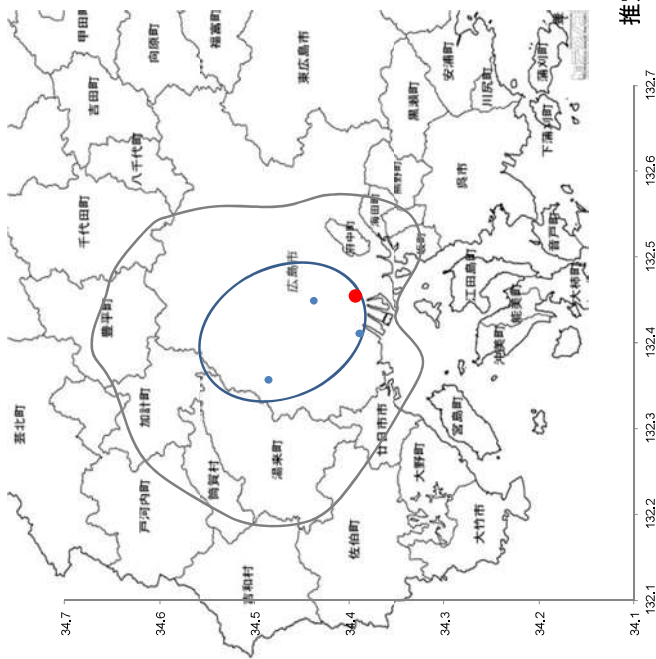 芸北町
甲田町
千代田町
吉田町
豊平町
八千代町
向原町
戸河内町
加計町
福富町
筒賀村
吉和村
湯来町
広島市
東広島市
佐伯町
府中町
海田町
廿日市市
熊野町
黒瀬町
大野町
安浦町
宮島町
江田島町
呉市
川尻町
大竹市
沖美町
能美町
大柿町
音戸町
下蒲刈町
蒲刈町
34.7
34.6
34.5
34.4
34.3
34.2
34.1
132.1
132.2
132.3
132.4
132.5
132.6
132.7
推